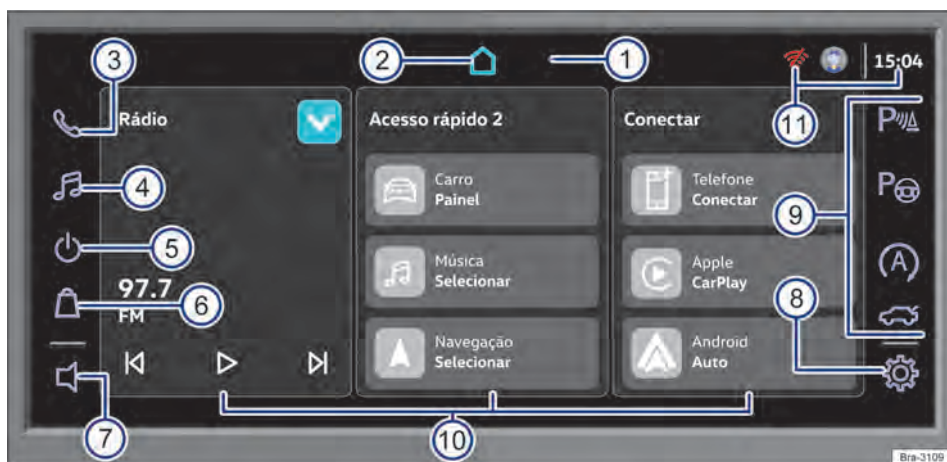 3
2
1
15:04
Rádio
Acesso rápido 2
Conectar
11
P
4
Carro
Painel
Telefone
Conectar
9
P
5
Música
Selecionar
Apple
CarPlay
A
97.7
FM
6
8
Navegação
Selecionar
Android
Auto
7
10
Bra-3109